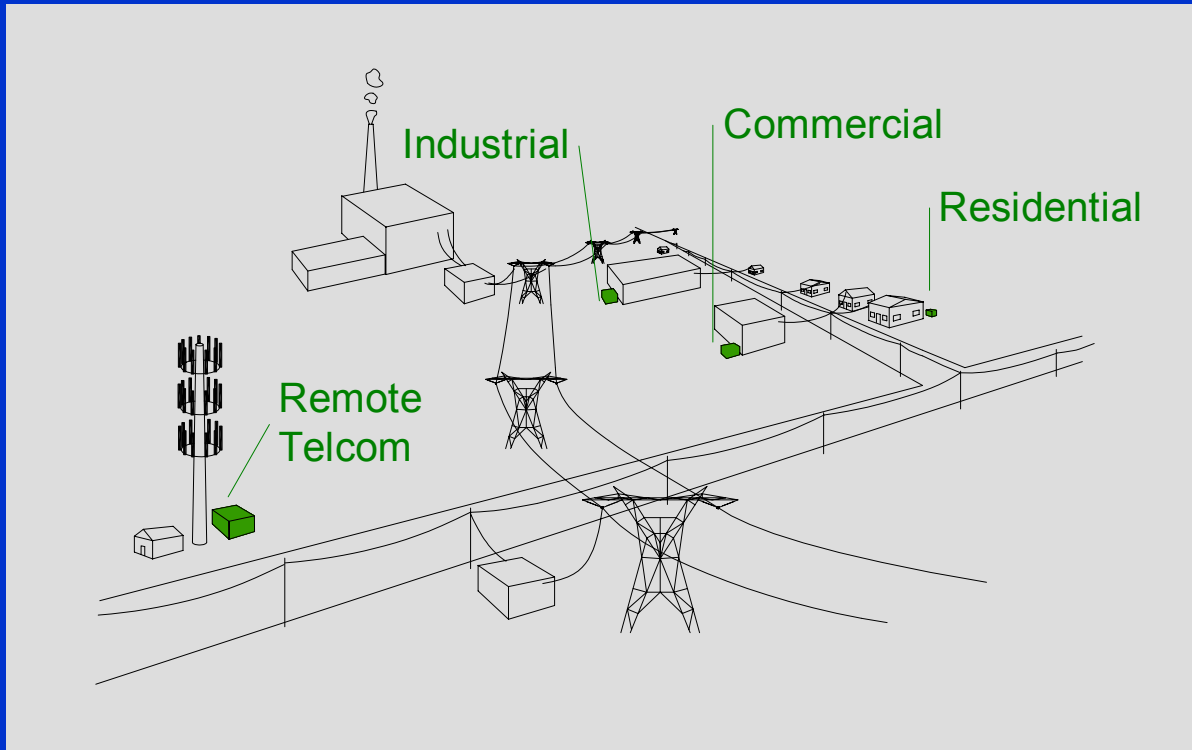 Industrial
Commercial
Residential
Remote
Telcom